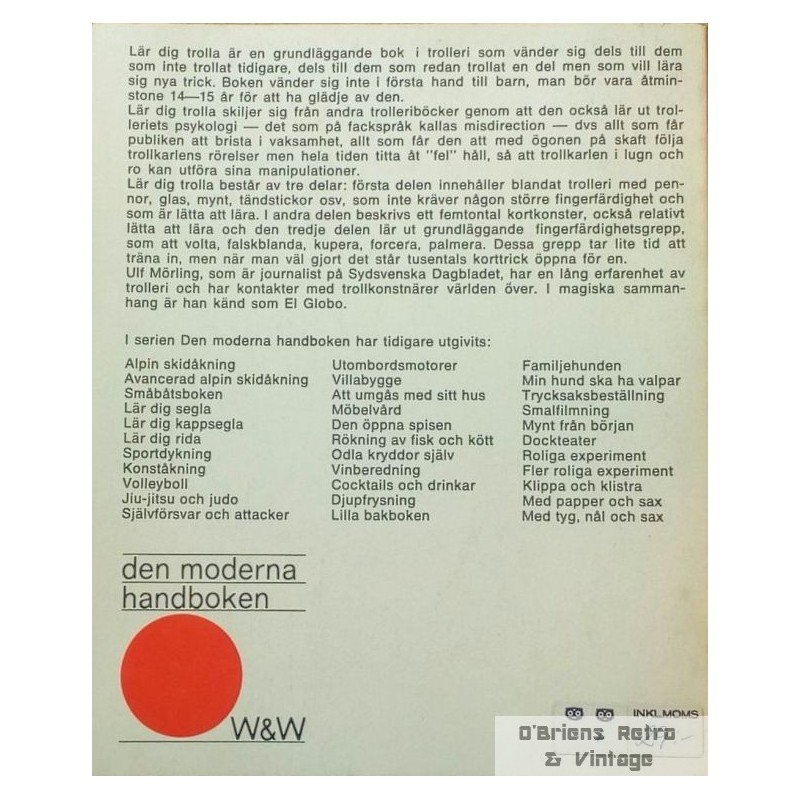 Lär dig trolla är en grundläggande bok i trolleri som vänder sig dels till dem
som inte trollat tidigare, dels till dem som redan trollat en del men som vill lära
sig nya trick. Boken vänder sig inte i första hand till barn, man bör vara åtmin-
stone 14—15 år för att ha glädje av den.
Lär dig trolla skiljer sig från andra trolleriböcker genom att den också lär ut trol-
leriets psykologi — det som på fackspråk kallas misdirection — dvs allt som får
publiken att brista i vaksamhet, allt som får den att med ögonen på skaft följa
trollkarlens rörelser men hela tiden titta åt "fel" håll, så att trollkarlen i lugn och
ro kan utföra sina manipulationer.
Lär dig trolla består av tre delar: första delen innehåller blandat trolleri med pen-
nor, glas, mynt, tändstickor osv, som inte kräver någon större fingerfärdighet och
som är lätta att lära. I andra delen beskrivs ett femtontal kortkonster, också relativt
lätta att lära och den tredje delen lär ut grundläggande fingerfärdighetsgrepp,
som att volta, falskblanda, kupera, forcera, palmera. Dessa grepp tar lite tid att
träna in, men när man väl gjort det står tusentals korttrick öppna för en.
Ulf Mörling, som är journalist på Sydsvenska Dagbladet, har en lång erfarenhet av
trolleri och har kontakter med trollkonstnärer världen över. I magiska samman-
hang är han känd som El Globo.
I serien Den moderna handboken har tidigare utgivits:
Alpin skidåkning
Avancerad alpin skidåkning
Småbåtsboken
Lär dig segla
Lär dig kappsegla
Lär dig rida
Sportdykning
Konståkning
Volleyboll
Jiu-jitsu och judo
Självförsvar och attacker
Utombordsmotorer
Villabygge
Att umgås med sitt hus
Möbelvård
Den öppna spisen
Rökning av fisk och kött
Odla kryddor själv
Vinberedning
Cocktails och drinkar
Djupfrysning
Lilla bakboken
Familjehunden
Min hund ska ha valpar
Trycksaksbeställning
Smalfilmning
Mynt från början
Dockteater
Roliga experiment
Fler roliga experiment
Klippa och klistra
Med papper och sax
Med tyg, nål och sax
den moderna
handboken
W&W
INKL.MOMS
O'Briens Retro
& Vintage